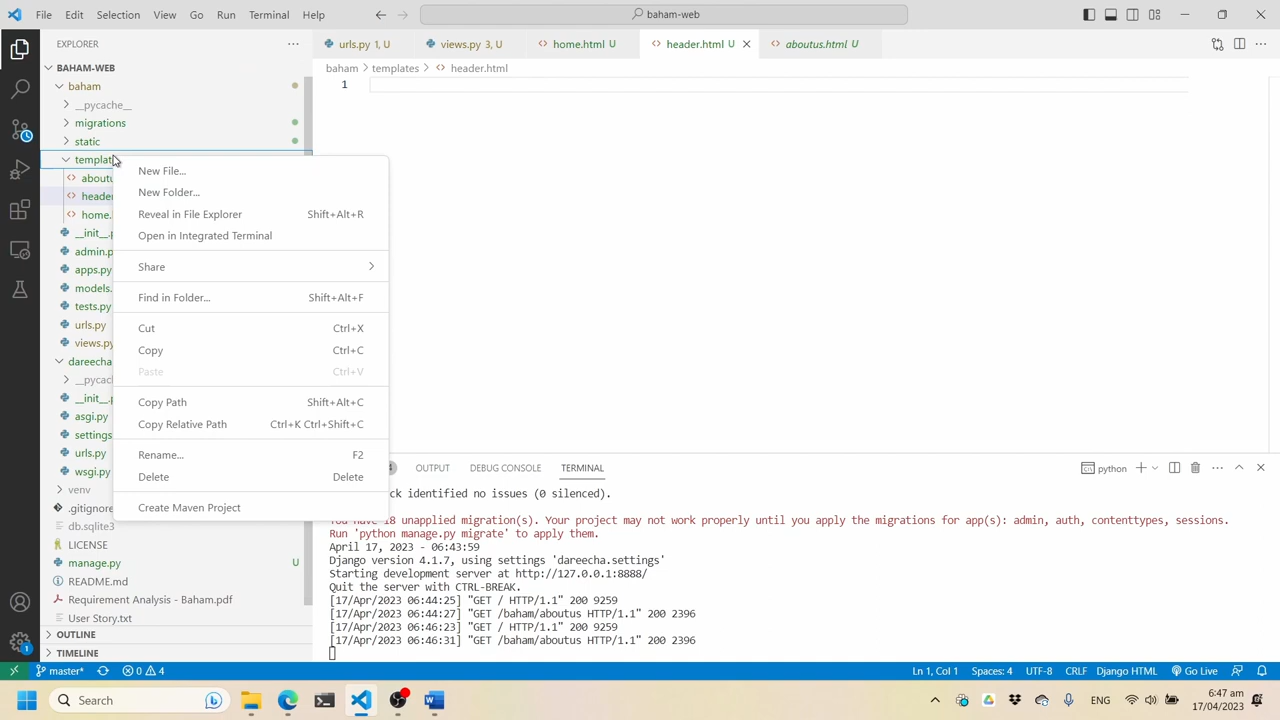 File Edit Selection View Go Run Terminal Help
baham-web
EXPLORER
urls.py 1, U
views.py 3, U
home.html U
header.html U
aboutus.html U
BAHAM-WEB
baham > templates > header.html
baham
1
__pycache__
migrations
static
templat
New File...
aboutu
New Folder...
header
home.
Reveal in File Explorer Shift+Alt+R
__init__.p
Open in Integrated Terminal
admin.p
apps.py
Share
models.
Find in Folder... Shift+Alt+F
tests.py
urls.py
Cut Ctrl+X
views.py
Copy Ctrl+C
dareecha
Paste Ctrl+V
__pycac
__init__.p
Copy Path Shift+Alt+C
asgi.py
Copy Relative Path Ctrl+K Ctrl+Shift+C
settings
urls.py
Rename... F2
wsgi.py
Delete Delete
venv
.gitignore
Create Maven Project
db.sqlite3
LICENSE
manage.py U
README.md
Requirement Analysis - Baham.pdf
User Story.txt
OUTLINE
TIMELINE
4 OUTPUT DEBUG CONSOLE TERMINAL
python
ck identified no issues (0 silenced).
You have 18 unapplied migration(s). Your project may not work properly until you apply the migrations for app(s): admin, auth, contenttypes, sessions.
Run 'python manage.py migrate' to apply them.
April 17, 2023 - 06:43:59
Django version 4.1.7, using settings 'dareecha.settings'
Starting development server at http://127.0.0.1:8888/
Quit the server with CTRL-BREAK.
[17/Apr/2023 06:44:25] "GET / HTTP/1.1" 200 9259
[17/Apr/2023 06:44:27] "GET /baham/aboutus HTTP/1.1" 200 2396
[17/Apr/2023 06:46:23] "GET / HTTP/1.1" 200 9259
[17/Apr/2023 06:46:31] "GET /baham/aboutus HTTP/1.1" 200 2396
master* 0 4
Ln 1, Col 1 Spaces: 4 UTF-8 CRLF Django HTML Go Live
1
Search
ENG
6:47 am
17/04/2023